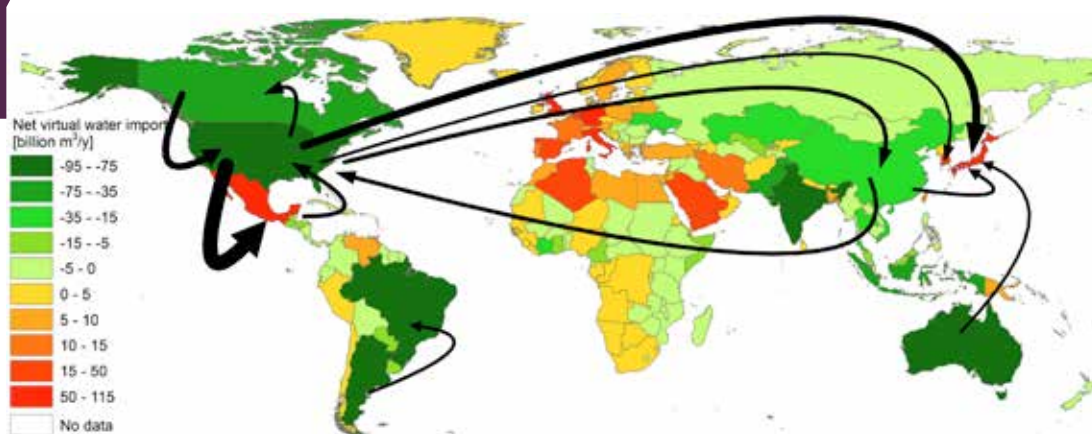 Net virtual water import
[billion m³/y]
-95 - -75
-75 - -35
-35 - -15
-15 - -5
-5 - 0
0 - 5
5 - 10
10 - 15
15 - 50
50 - 115
No data